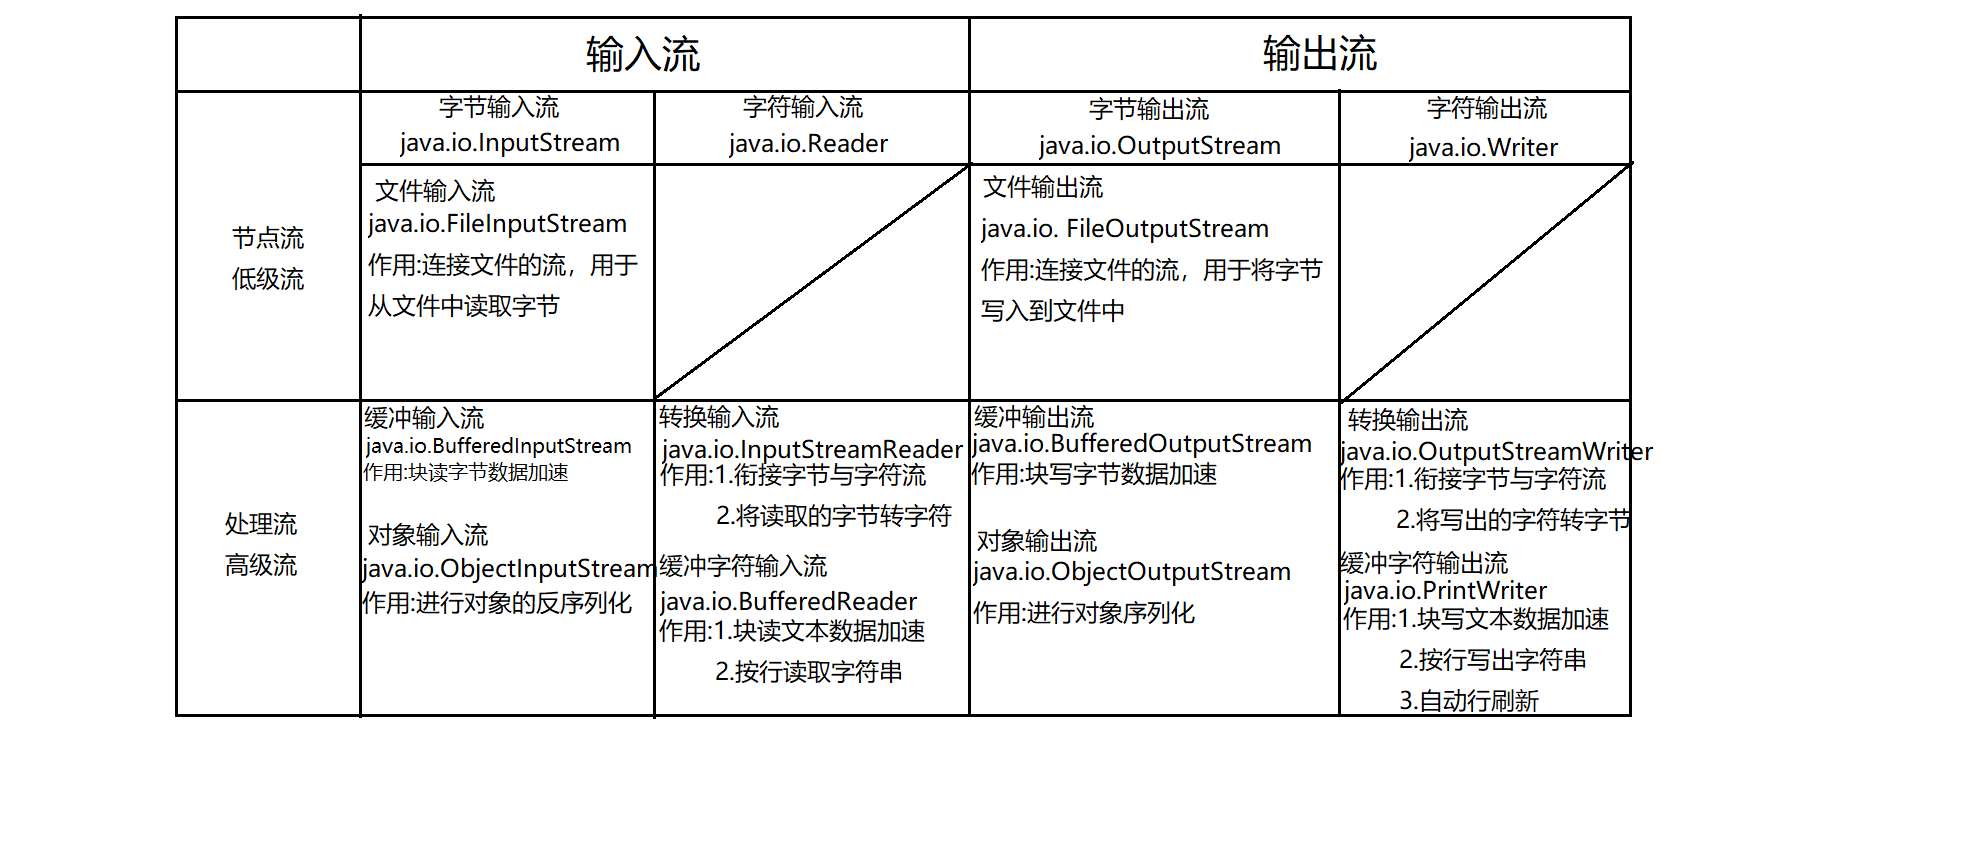 输入流
输出流
字节输入流
java.io.InputStream
字符输入流
java.io.Reader
字节输出流
java.io.OutputStream
字符输出流
java.io.Writer
节点流
低级流
文件输入流
java.io.FileInputStream
作用:连接文件的流，用于
从文件中读取字节
文件输出流
java.io. FileOutputStream
作用:连接文件的流，用于将字节
写入到文件中
处理流
高级流
缓冲输入流
java.io.BufferedInputStream
作用:块读字节数据加速
对象输入流
java.io.ObjectInputStream
作用:进行对象的反序列化
转换输入流
java.io.InputStreamReader
作用:1.衔接字节与字符流
2.将读取的字节转字符
缓冲字符输入流
java.io.BufferedReader
作用:1.块读文本数据加速
2.按行读取字符串
缓冲输出流
java.io.BufferedOutputStream
作用:块写字节数据加速
对象输出流
java.io.ObjectOutputStream
作用:进行对象序列化
转换输出流
java.io.OutputStreamWriter
作用:1.衔接字节与字符流
2.将写出的字符转字节
缓冲字符输出流
java.io.PrintWriter
作用:1.块写文本数据加速
2.按行写出字符串
3.自动行刷新